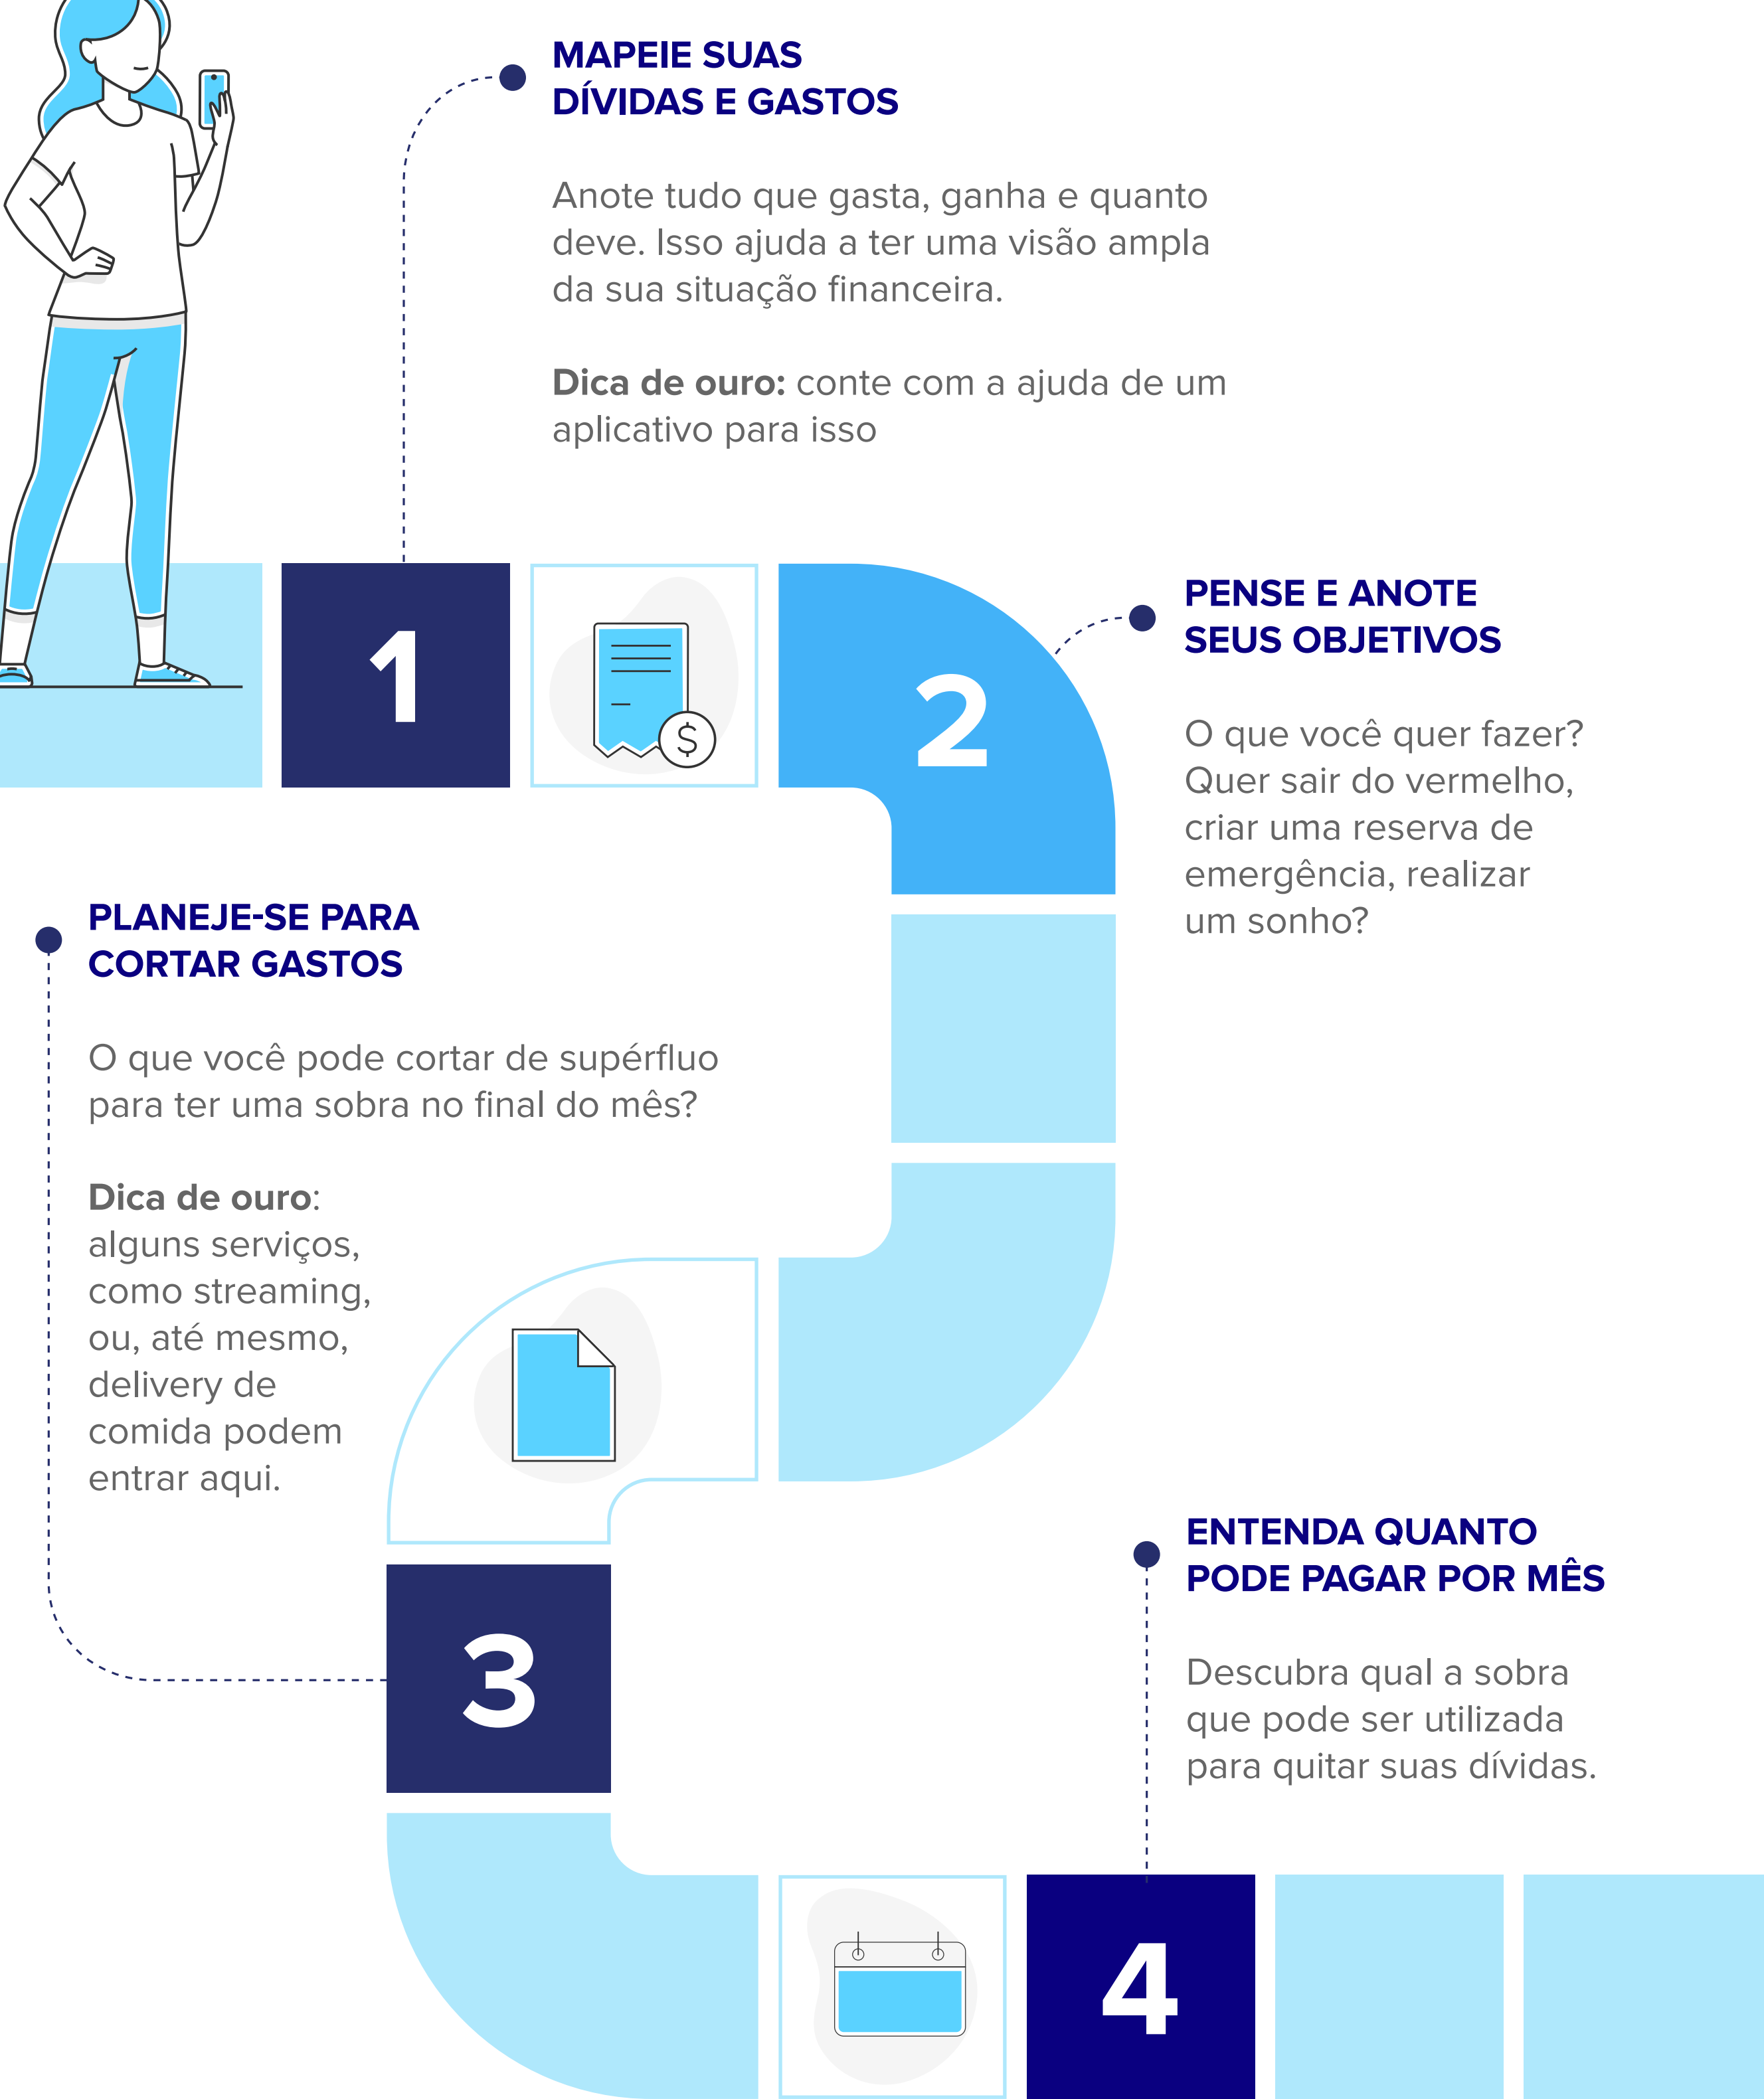 MAPEIE SUAS
DÍVIDAS E GASTOS
Anote tudo que gasta, ganha e quanto
deve. Isso ajuda a ter uma visão ampla
da sua situação financeira.
Dica de ouro: conte com a ajuda de um
aplicativo para isso
1
$
2
PENSE E ANOTE
SEUS OBJETIVOS
O que você quer fazer?
Quer sair do vermelho,
criar uma reserva de
emergência, realizar
um sonho?
PLANEJE-SE PARA
CORTAR GASTOS
O que você pode cortar de supérfluo
para ter uma sobra no final do mês?
Dica de ouro:
alguns serviços,
como streaming,
ou, até mesmo,
delivery de
comida podem
entrar aqui.
3
ENTENDA QUANTO
PODE PAGAR POR MÊS
Descubra qual a sobra
que pode ser utilizada
para quitar suas dívidas.
4